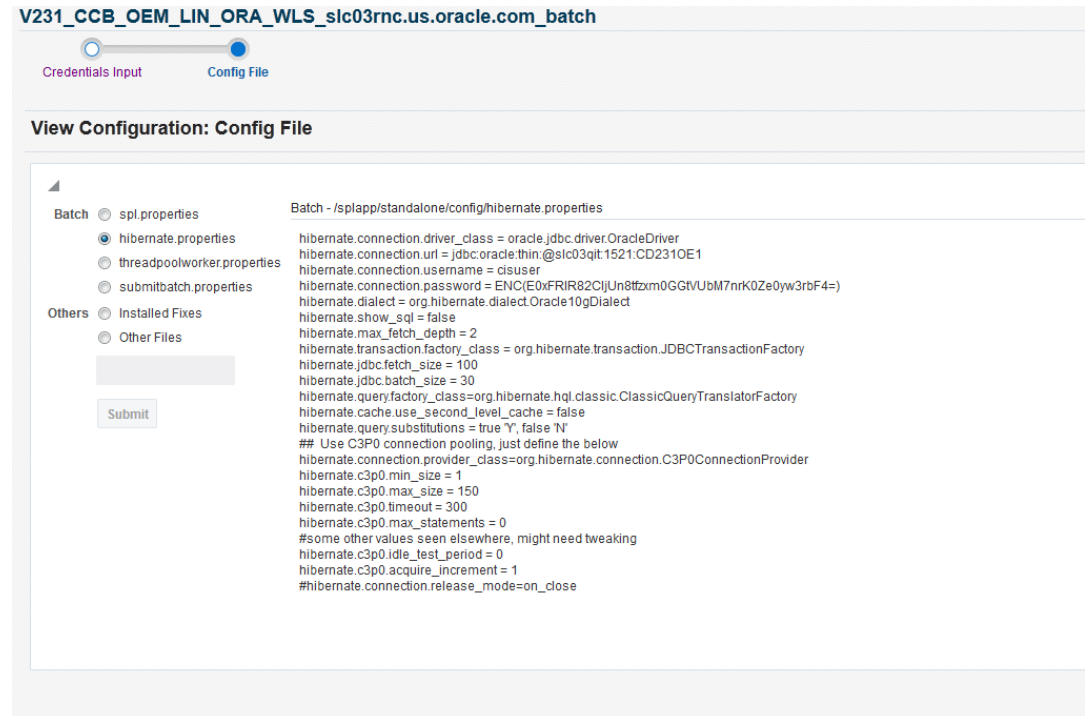 V231_CCB_OEM_LIN_ORA_WLS_slc03rnc.us.oracle.com_batch
Credentials Input
Config File
View Configuration: Config File
Batch
spl.properties
hibernate.properties
threadpoolworker.properties
submitbatch.properties
Others
Installed Fixes
Other Files
Submit
Batch - /splapp/standalone/config/hibernate.properties
hibernate.connection.driver_class = oracle.jdbc.driver.OracleDriver
hibernate.connection.url = jdbc:oracle:thin:@slc03qit:1521:CD231OE1
hibernate.connection.username = cisuser
hibernate.connection.password = ENC(E0xFRIR82CIjUn8tfzxm0GGtVUbM7nrK0Ze0yw3rbF4=)
hibernate.dialect = org.hibernate.dialect.Oracle10gDialect
hibernate.show_sql = false
hibernate.max_fetch_depth = 2
hibernate.transaction.factory_class = org.hibernate.transaction.JDBCTransactionFactory
hibernate.jdbc.fetch_size = 100
hibernate.jdbc.batch_size = 30
hibernate.query.factory_class=org.hibernate.hql.classic.ClassicQueryTranslatorFactory
hibernate.cache.use_second_level_cache = false
hibernate.query.substitutions = true 'Y', false 'N'
## Use C3P0 connection pooling, just define the below
hibernate.connection.provider_class=org.hibernate.connection.C3P0ConnectionProvider
hibernate.c3p0.min_size = 1
hibernate.c3p0.max_size = 150
hibernate.c3p0.timeout = 300
hibernate.c3p0.max_statements = 0
#some other values seen elsewhere, might need tweaking
hibernate.c3p0.idle_test_period = 0
hibernate.c3p0.acquire_increment = 1
#hibernate.connection.release_mode=on_close